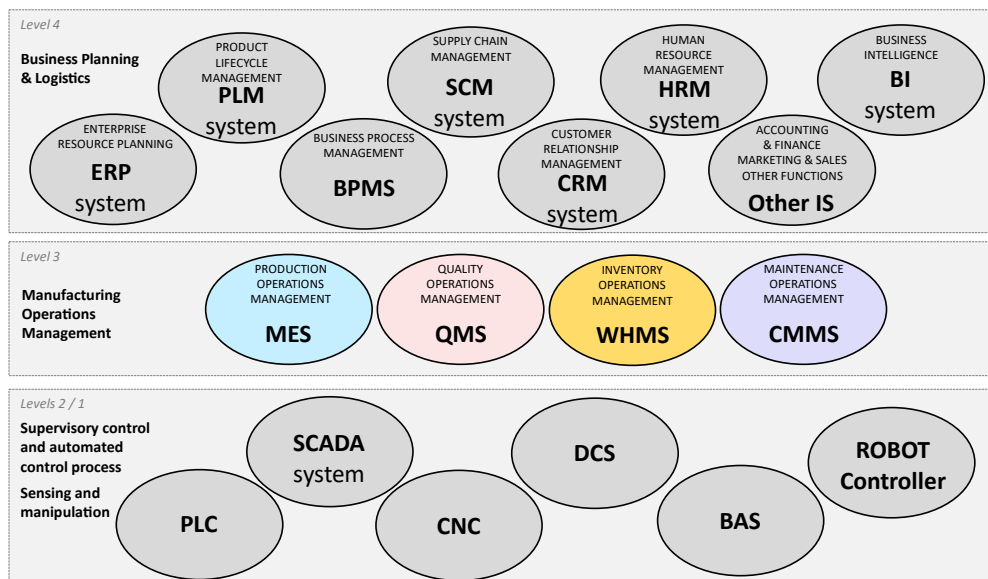 Level 4
Business Planning
& Logistics
PRODUCT
LIFECYCLE
MANAGEMENT
PLM
system
SUPPLY CHAIN
MANAGEMENT
SCM
system
HUMAN
RESOURCE
MANAGEMENT
HRM
system
BUSINESS
INTELLIGENCE
BI
system
ENTERPRISE
RESOURCE PLANNING
ERP
system
BUSINESS PROCESS
MANAGEMENT
BPMS
CUSTOMER
RELATIONSHIP
MANAGEMENT
CRM
system
ACCOUNTING
& FINANCE
MARKETING & SALES
OTHER FUNCTIONS
Other IS
Level 3
Manufacturing
Operations
Management
PRODUCTION
OPERATIONS
MANAGEMENT
MES
QUALITY
OPERATIONS
MANAGEMENT
QMS
INVENTORY
OPERATIONS
MANAGEMENT
WHMS
MAINTENANCE
OPERATIONS
MANAGEMENT
CMMS
Levels 2 / 1
Supervisory control
and automated
control process
Sensing and
manipulation
SCADA
system
DCS
ROBOT
Controller
PLC
CNC
BAS